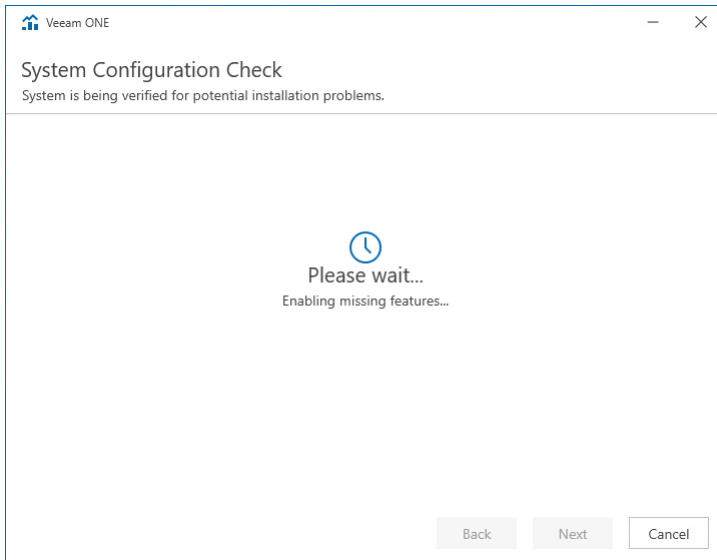 Veeam ONE
System Configuration Check
System is being verified for potential installation problems.
Please wait...
Enabling missing features...
Back
Next
Cancel